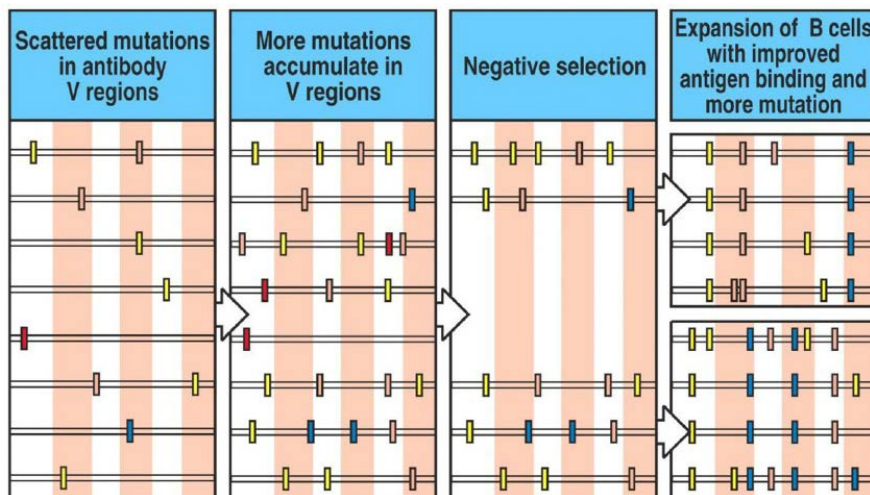 Scattered mutations
in antibody
V regions
More mutations
accumulate in
V regions
Negative selection
Expansion of B cells
with improved
antigen binding and
more mutation